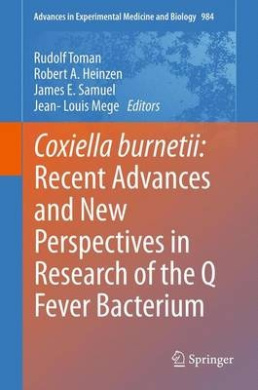 Advances in Experimental Medicine and Biology 984
Rudolf Toman
Robert A. Heinzen
James E. Samuel
Jean- Louis Mege Editors
Coxiella burnetii:
Recent Advances
and New
Perspectives in
Research of the Q
Fever Bacterium
Springer